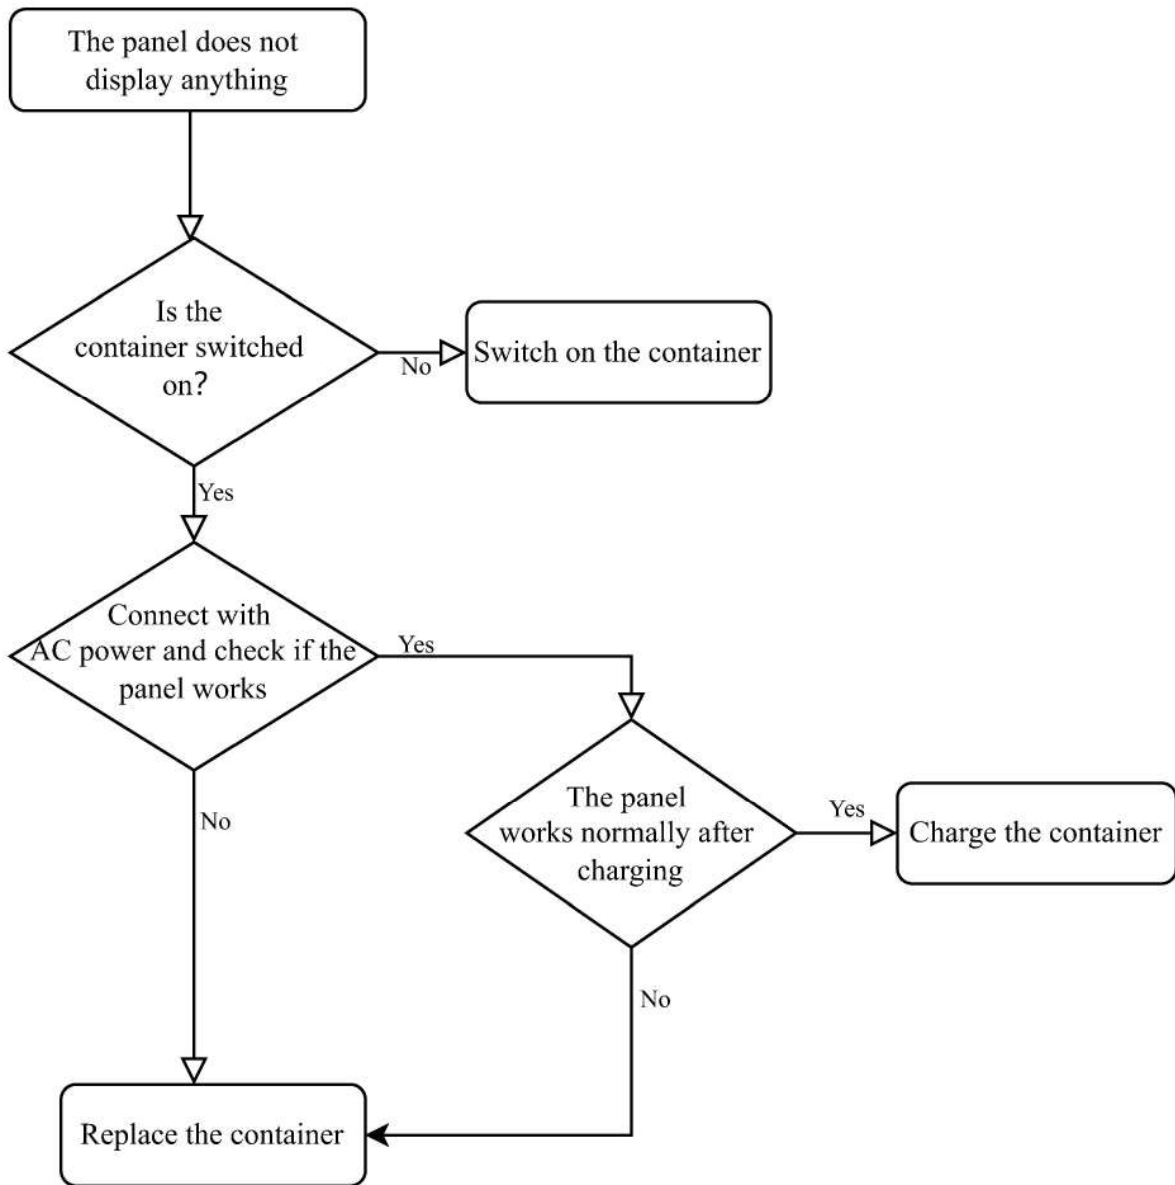 The panel does not
display anything
Is the
container switched
on?
No
Switch on the container
Yes
Connect with
AC power and check if the
panel works
Yes
No
The panel
works normally after
charging
Yes
Charge the container
No
Replace the container